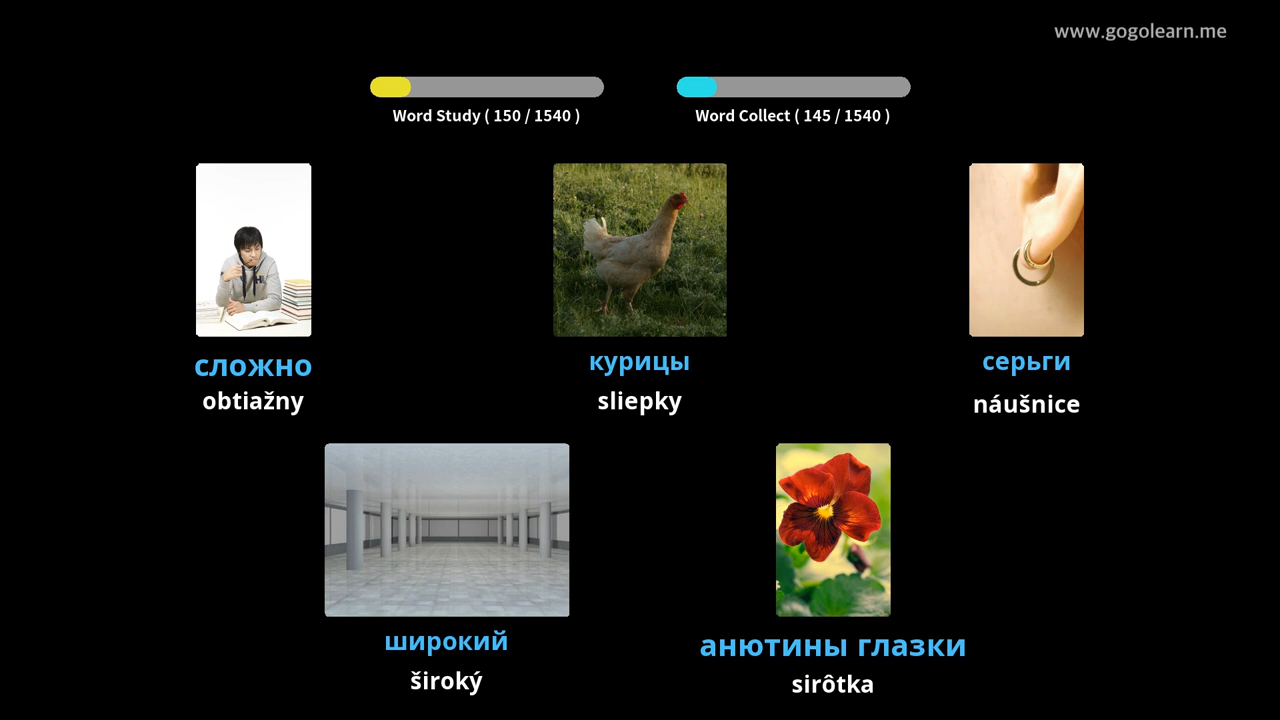 www.gogolearn.me
Word Study ( 150 / 1540 )
Word Collect ( 145 / 1540 )
сложно
obtiažny
курицы
sliepky
серьги
náušnice
широкий
široký
анютины глазки
sirôtka